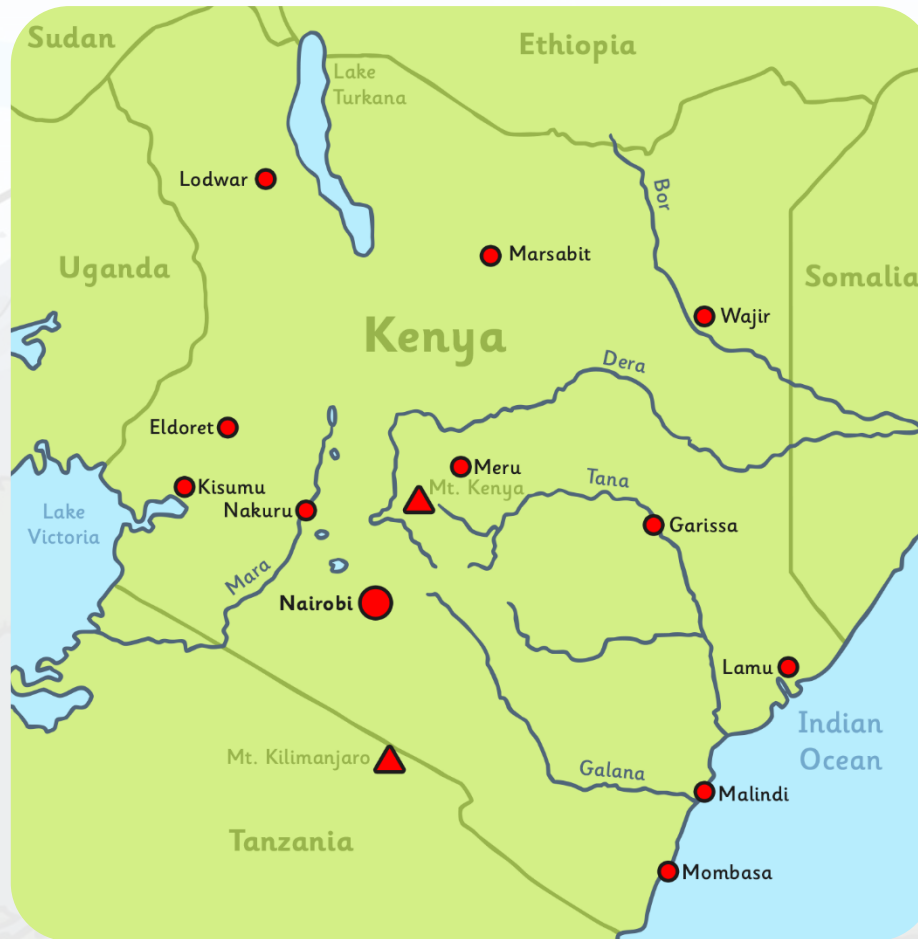 Sudan
Ethiopia
Lake
Turkana
Lodwar
Bor
Marsabit
Uganda
Somalia
Wajir
Kenya
Dera
Eldoret
Meru
Kisumu
Mt. Kenya
Tana
Nakuru
Garissa
Lake
Victoria
Mara
Nairobi
Lamu
Indian
Ocean
Mt. Kilimanjaro
Galana
Malindi
Tanzania
Mombasa